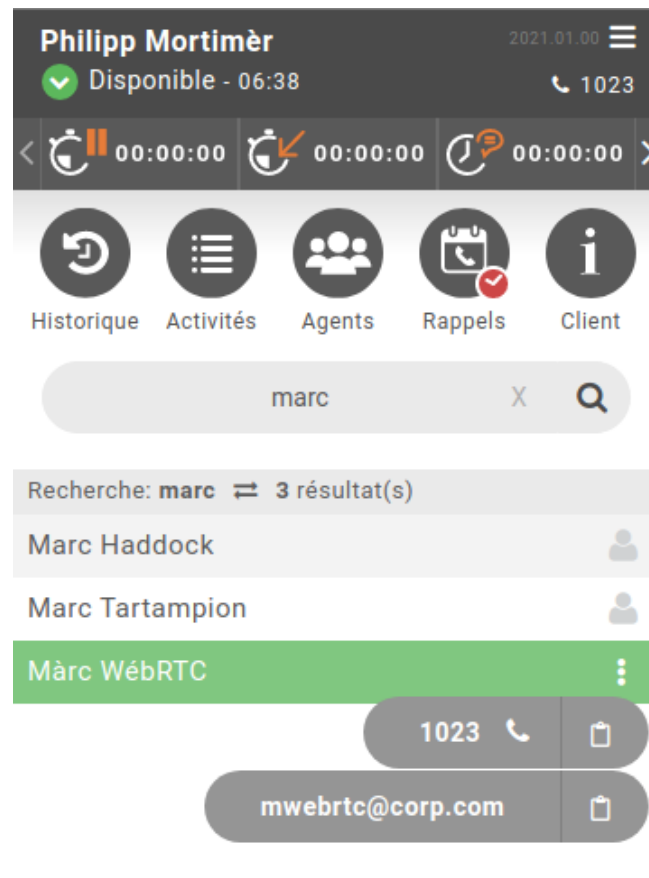 Philipp Mortimèr 2021.01.00
Disponible - 06:38 1023
00:00:00 00:00:00 00:00:00
Historique Activités Agents Rappels Client
marc X
Recherche: marc 3 résultat(s)
Marc Haddock
Marc Tartampion
Màrc WébRTC
1023
mwebrtc@corp.com